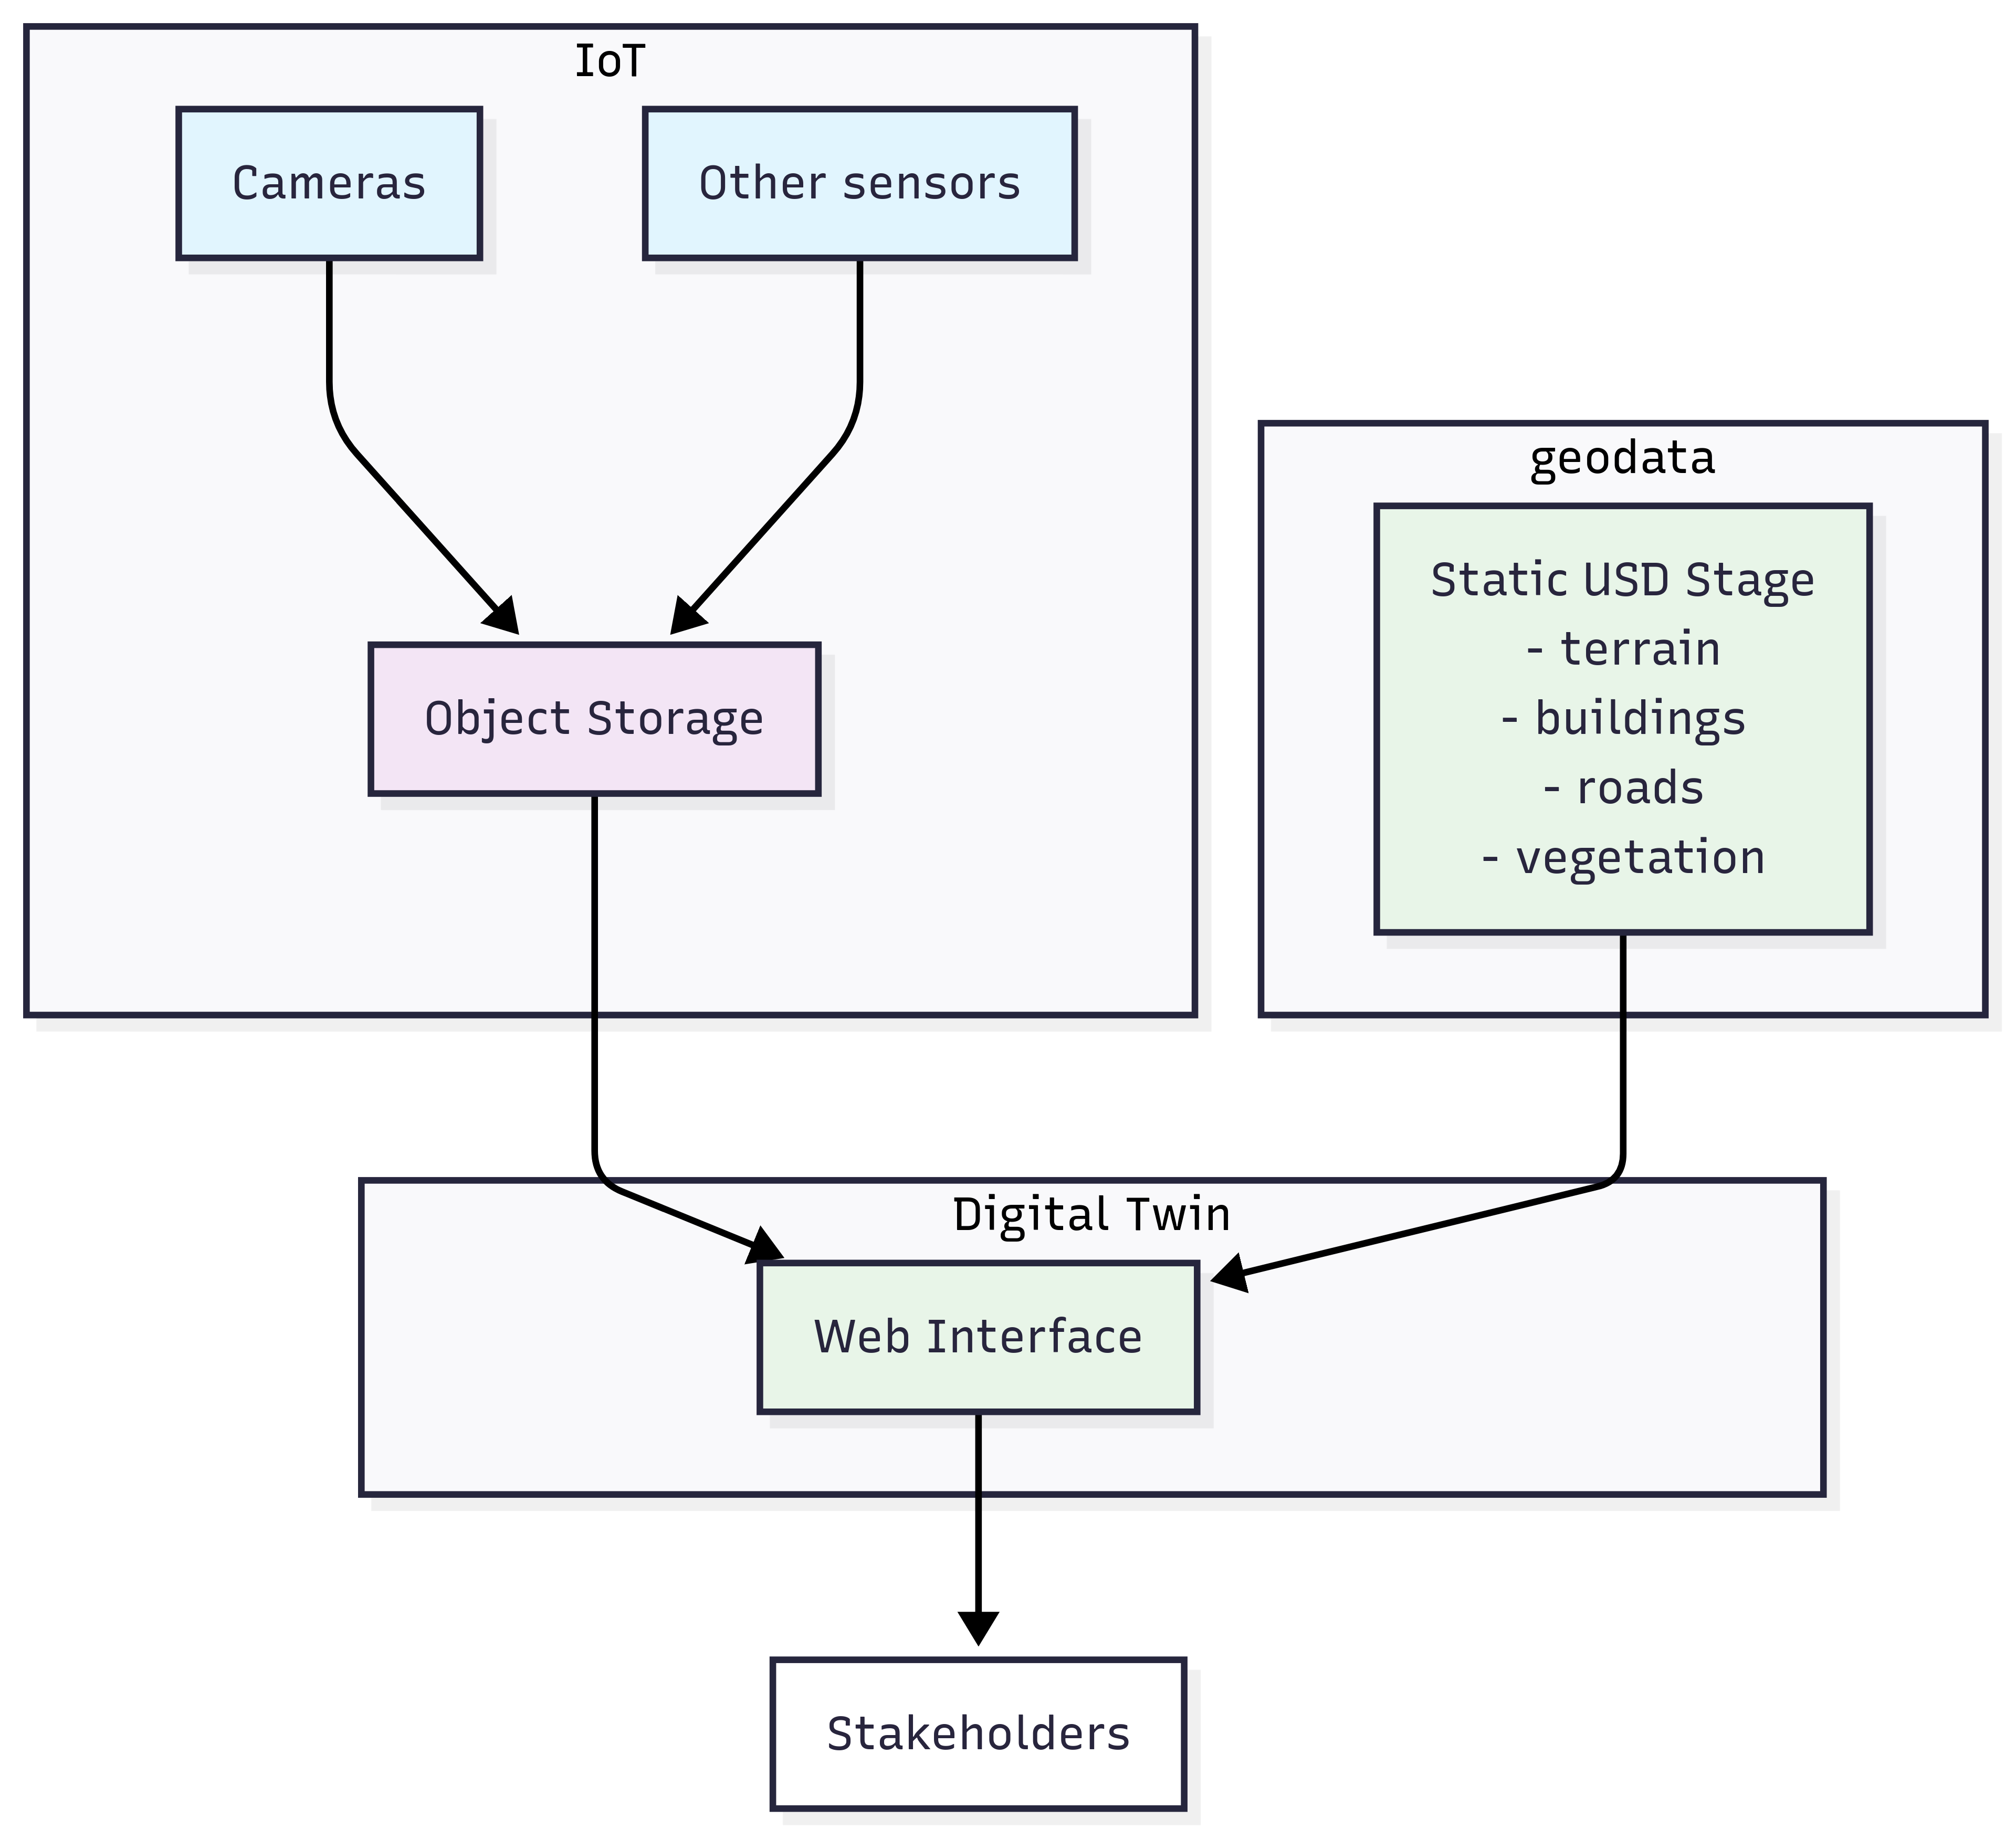 IoT
Cameras
Other sensors
Object Storage
geodata
Static USD Stage
- terrain
- buildings
- roads
- vegetation
Digital Twin
Web Interface
Stakeholders